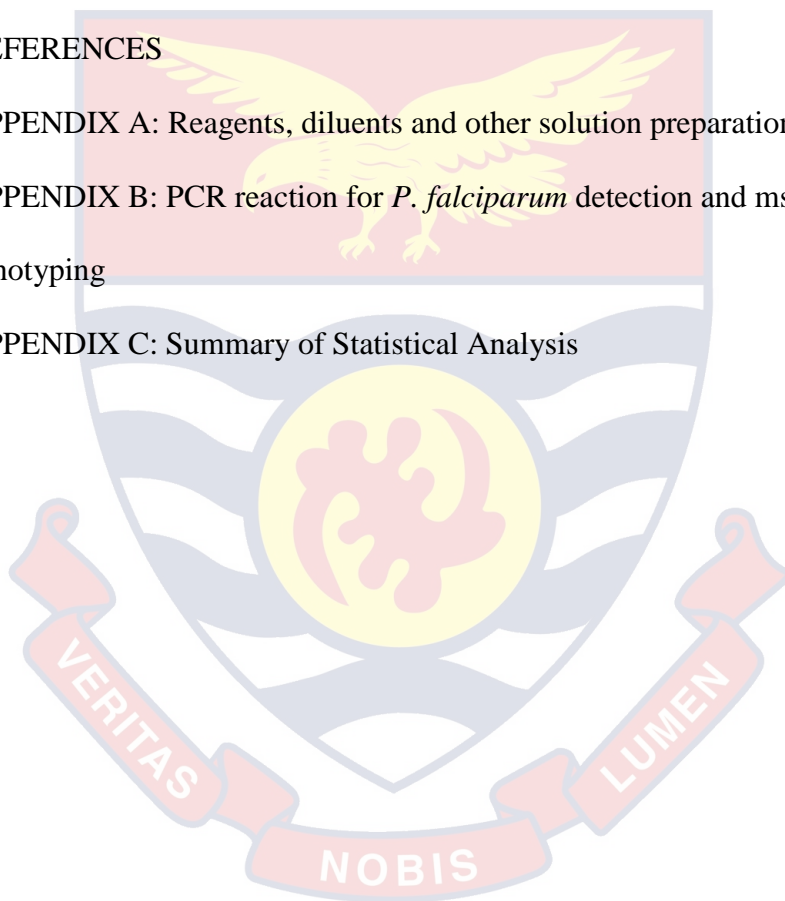 EFERENCES
PPENDIX A: Reagents, diluents and other solution preparation
PPENDIX B: PCR reaction for P. falciparum detection and ms
notyping
PPENDIX C: Summary of Statistical Analysis
VERITAS
NOBIS
LUMEN